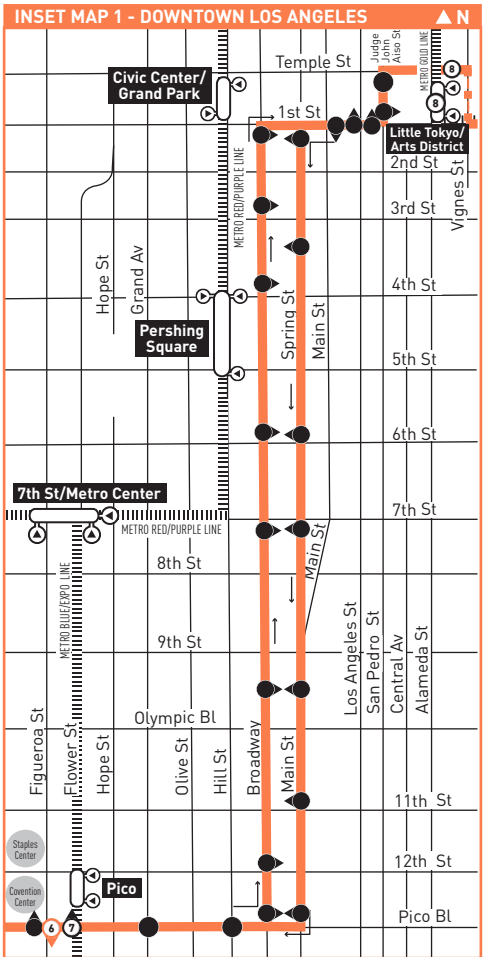 INSET MAP 1 - DOWNTOWN LOS ANGELES
N
Temple St
Judge
John
Aiso St
METRO GOLD LINE
8
Civic Center/
Grand Park
8
1st St
Little Tokyo/
Arts District
2nd St
Vignes St
METRO RED/PURPLE LINE
3rd St
Hope St
Grand Av
4th St
Spring St
Main St
Pershing
Square
5th St
6th St
7th St/Metro Center
7th St
METRO RED/PURPLE LINE
Main St
8th St
METRO BLUE/EXPO LINE
Los Angeles St
San Pedro St
Central Av
Alameda St
9th St
Figueroa St
Flower St
Hope St
Olympic Bl
Olive St
Hill St
Broadway
Main St
11th St
Staples
Center
12th St
Covention
Center
Pico
Pico Bl
6
7